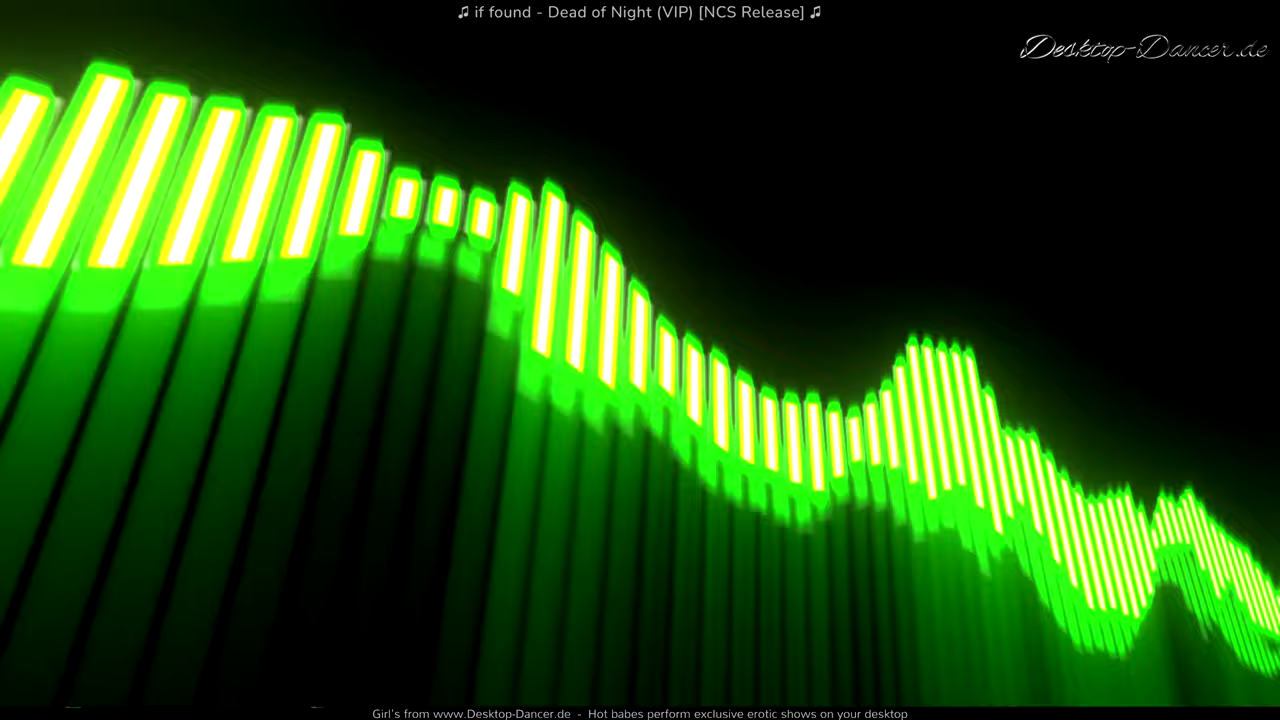 ♫ if found - Dead of Night (VIP) [NCS Release] ♫
Desktop-Dancer.de
Girl's from www.Desktop-Dancer.de - Hot babes perform exclusive erotic shows on your desktop